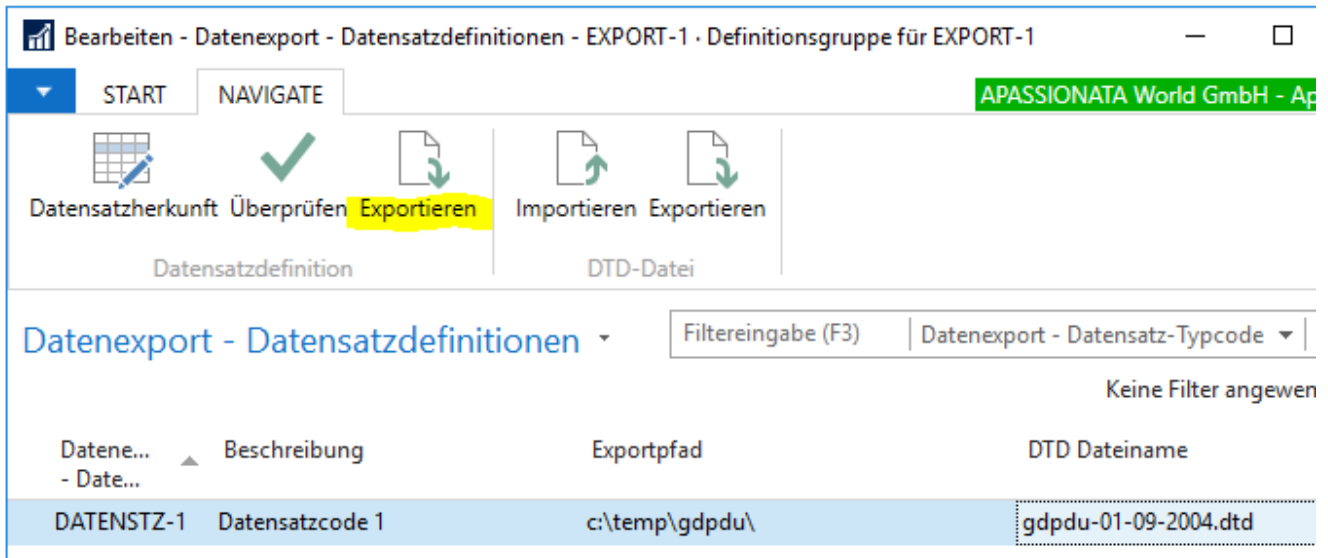 Bearbeiten - Datenexport - Datensatzdefinitionen - EXPORT-1 · Definitionsgruppe für EXPORT-1
START NAVIGATE APASSIONATA World GmbH - Ap
Datensatzherkunft Überprüfen Exportieren Importieren Exportieren
Datensatzdefinition DTD-Datei
Datenexport - Datensatzdefinitionen Filtereingabe (F3) Datenexport - Datensatz-Typcode
Keine Filter angewen
Datene... Beschreibung Exportpfad DTD Dateiname
- Date...
DATENSTZ-1 Datensatzcode 1 c:\temp\gdpdu\ gdpdu-01-09-2004.dtd